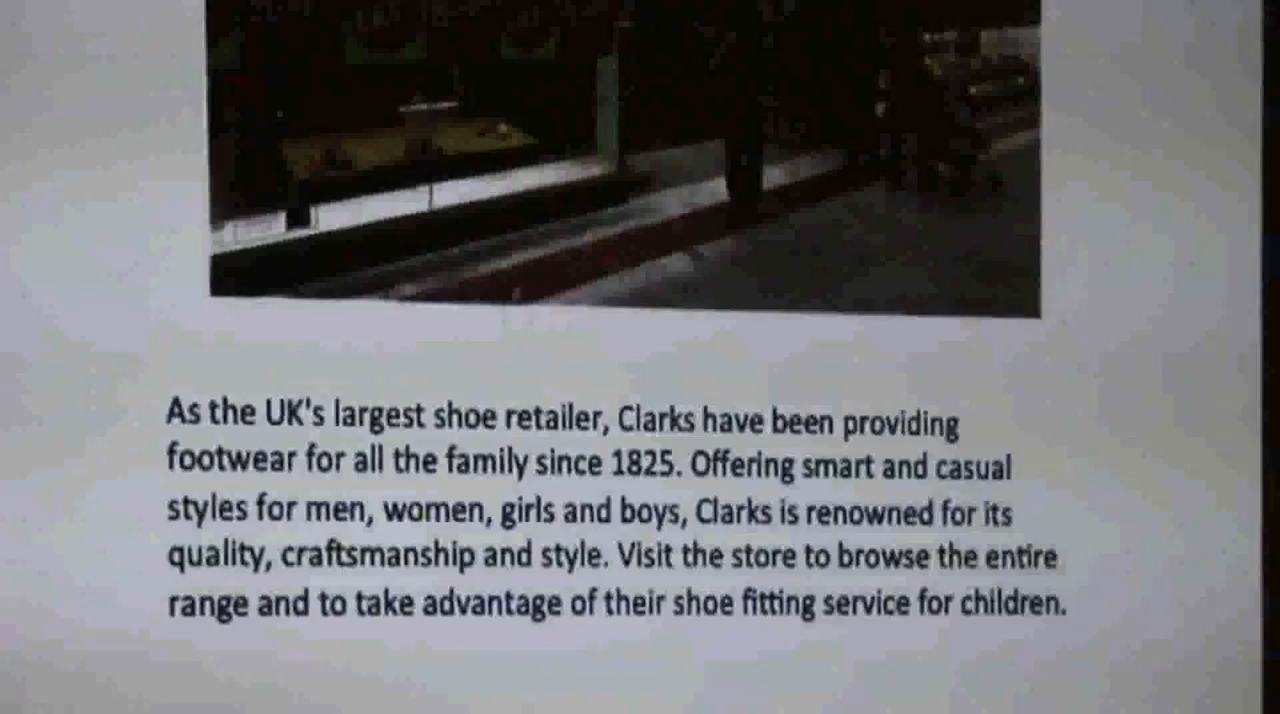 As the UK's largest shoe retailer, Clarks have been providing
footwear for all the family since 1825. Offering smart and casual
styles for men, women, girls and boys, Clarks is renowned for its
quality, craftsmanship and style. Visit the store to browse the entire
range and to take advantage of their shoe fitting service for children.